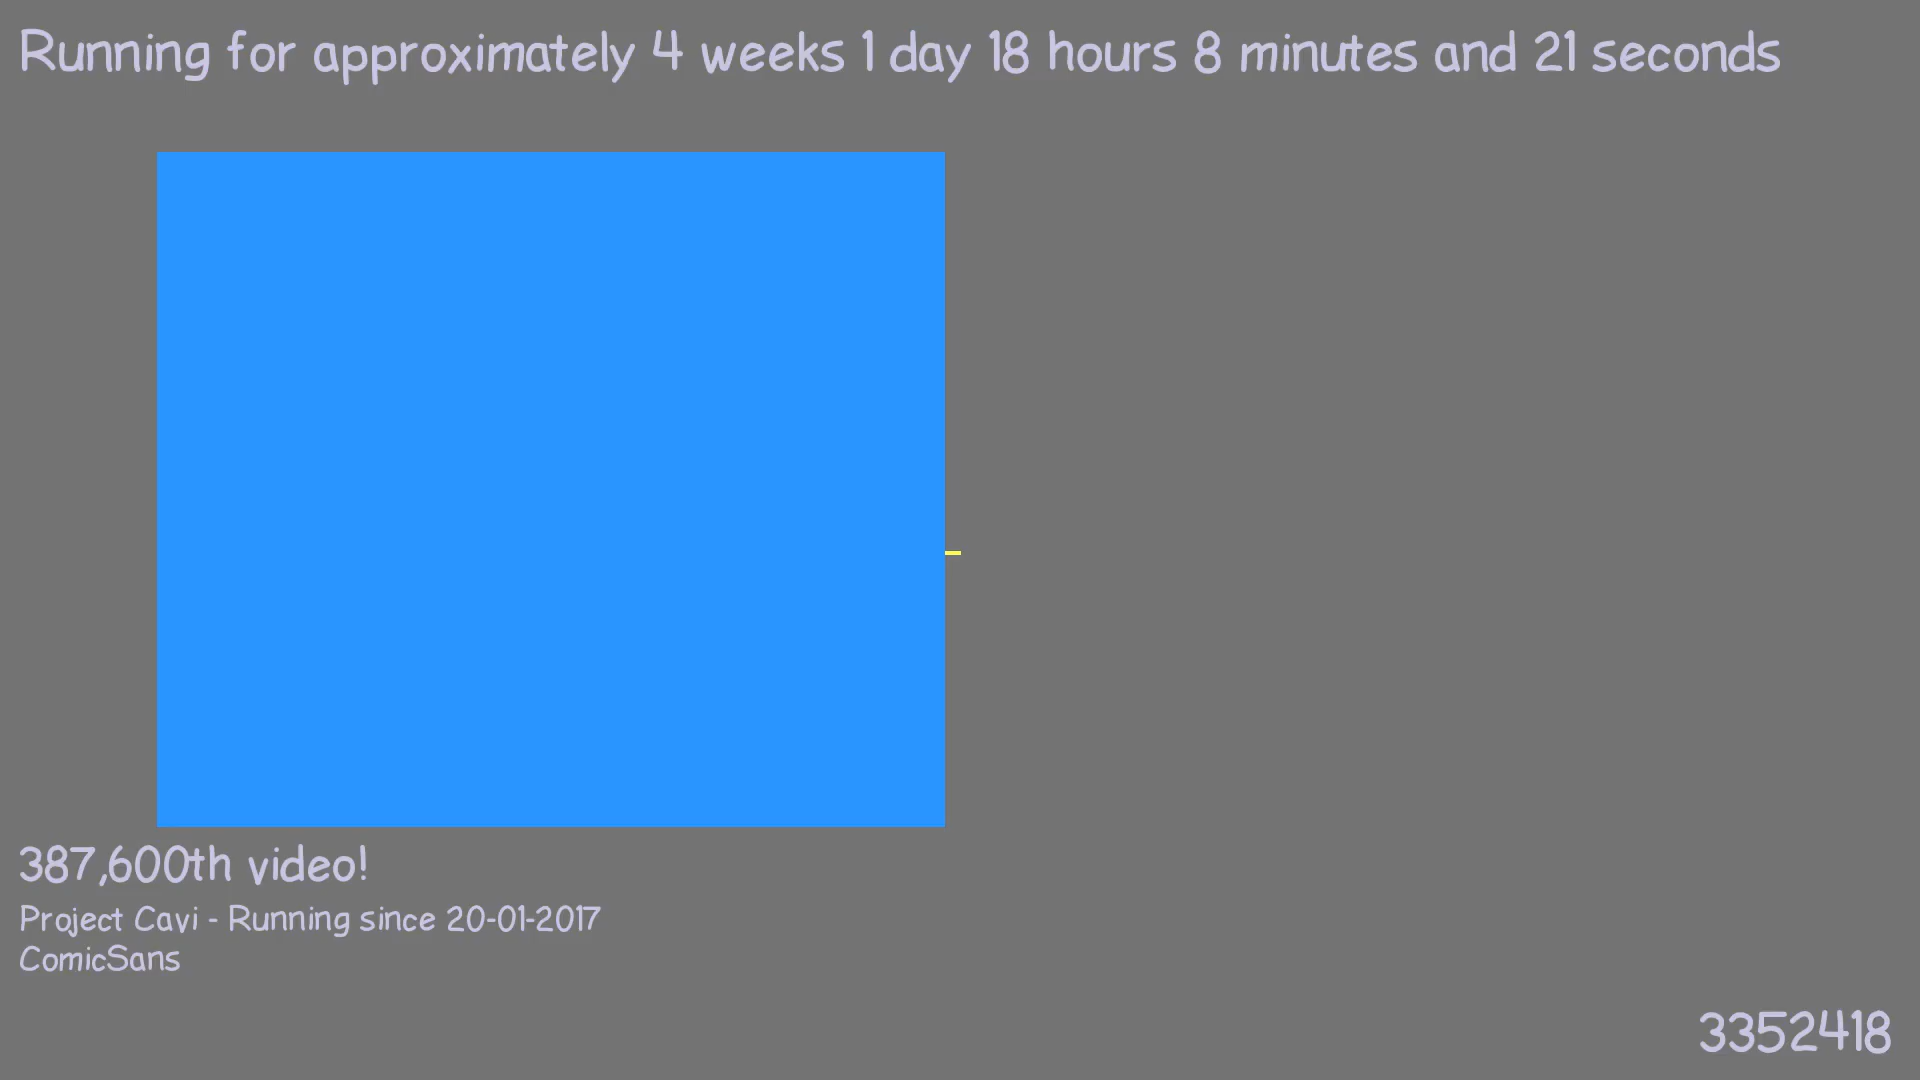 Running for approximately 4 weeks 1 day 18 hours 8 minutes and 21 seconds
387,600th video!
Project Cavi - Running since 20-01-2017
ComicSans
3352418